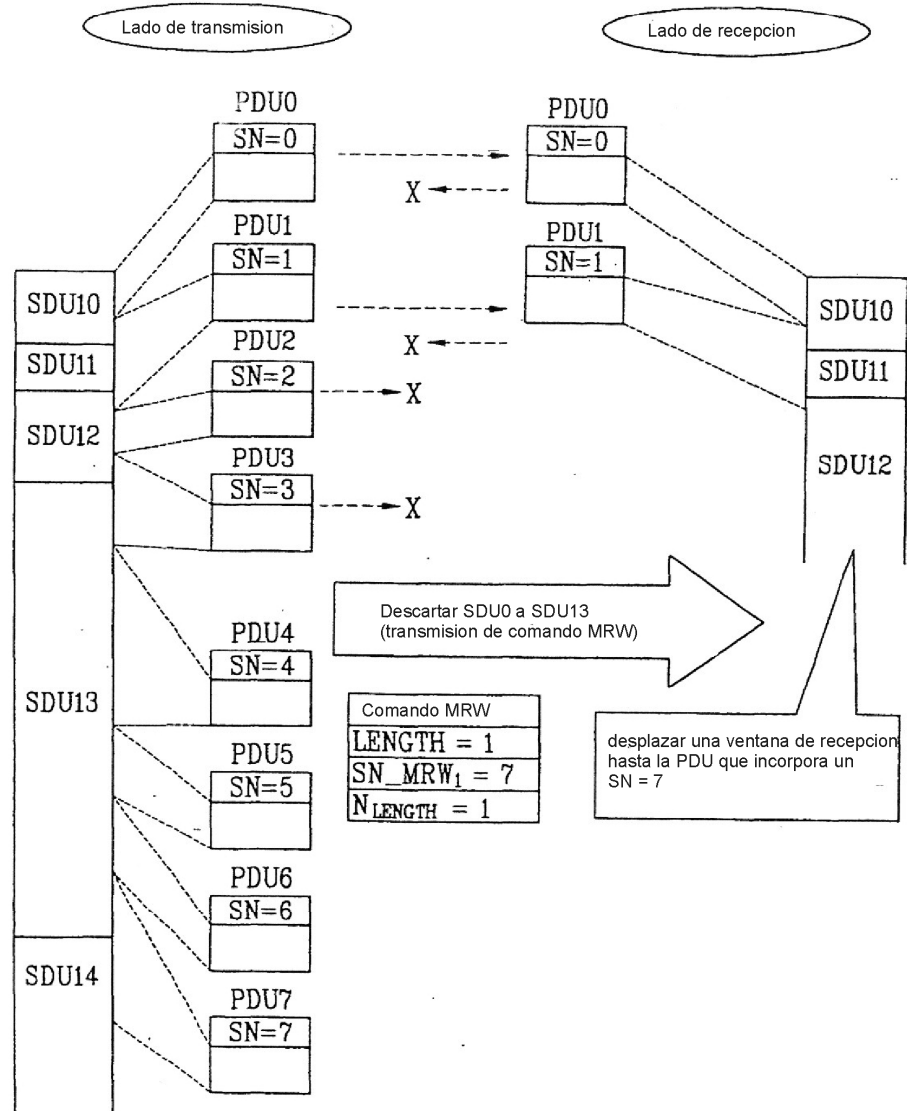 Lado de transmision
Lado de recepcion
PDU0
SN=0
PDU0
SN=0
X
PDU1
SN=1
PDU1
SN=1
SDU10
SDU11
SDU12
SDU13
SDU14
X
PDU2
SN=2
X
PDU3
SN=3
X
SDU10
SDU11
SDU12
PDU4
SN=4
Descartar SDU0 a SDU13
(transmision de comando MRW)
Comando MRW
LENGTH = 1
SN_MRW₁ = 7
N LENGTH = 1
desplazar una ventana de recepcion
hasta la PDU que incorpora un
SN = 7
PDU5
SN=5
PDU6
SN=6
PDU7
SN=7